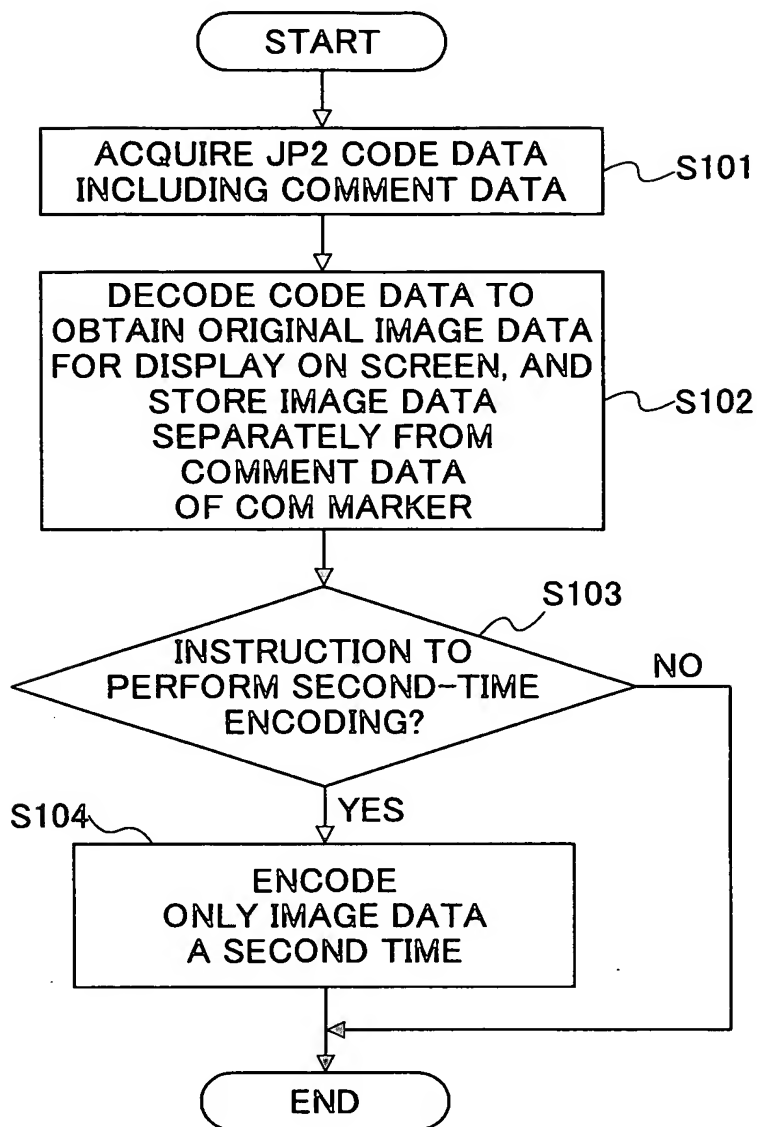 START
ACQUIRE JP2 CODE DATA
INCLUDING COMMENT DATA
S101
DECODE CODE DATA TO
OBTAIN ORIGINAL IMAGE DATA
FOR DISPLAY ON SCREEN, AND
STORE IMAGE DATA
SEPARATELY FROM
COMMENT DATA
OF COM MARKER
S102
S103
INSTRUCTION TO
PERFORM SECOND-TIME
ENCODING?
NO
YES
S104
ENCODE
ONLY IMAGE DATA
A SECOND TIME
END